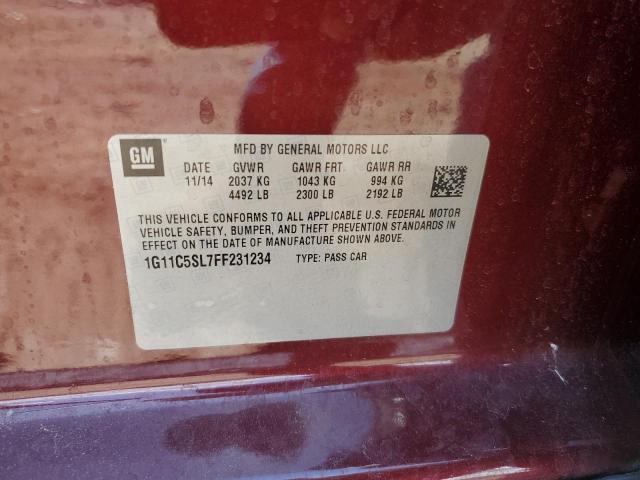 GM
MFD BY GENERAL MOTORS LLC
DATE GVWR GAWR FRT GAWR RR
11/14 2037 KG 1043 KG 994 KG
4492 LB 2300 LB 2192 LB
THIS VEHICLE CONFORMS TO ALL APPLICABLE U.S. FEDERAL MOTOR
VEHICLE SAFETY, BUMPER, AND THEFT PREVENTION STANDARDS IN
EFFECT ON THE DATE OF MANUFACTURE SHOWN ABOVE.
1G11C5SL7FF231234 TYPE: PASS CAR